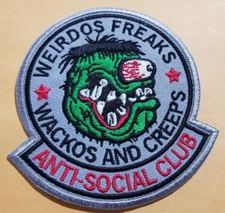 WEIRDOS FREAKS
WACKOS AND CREEPS
ANTI-SOCIAL CLUB